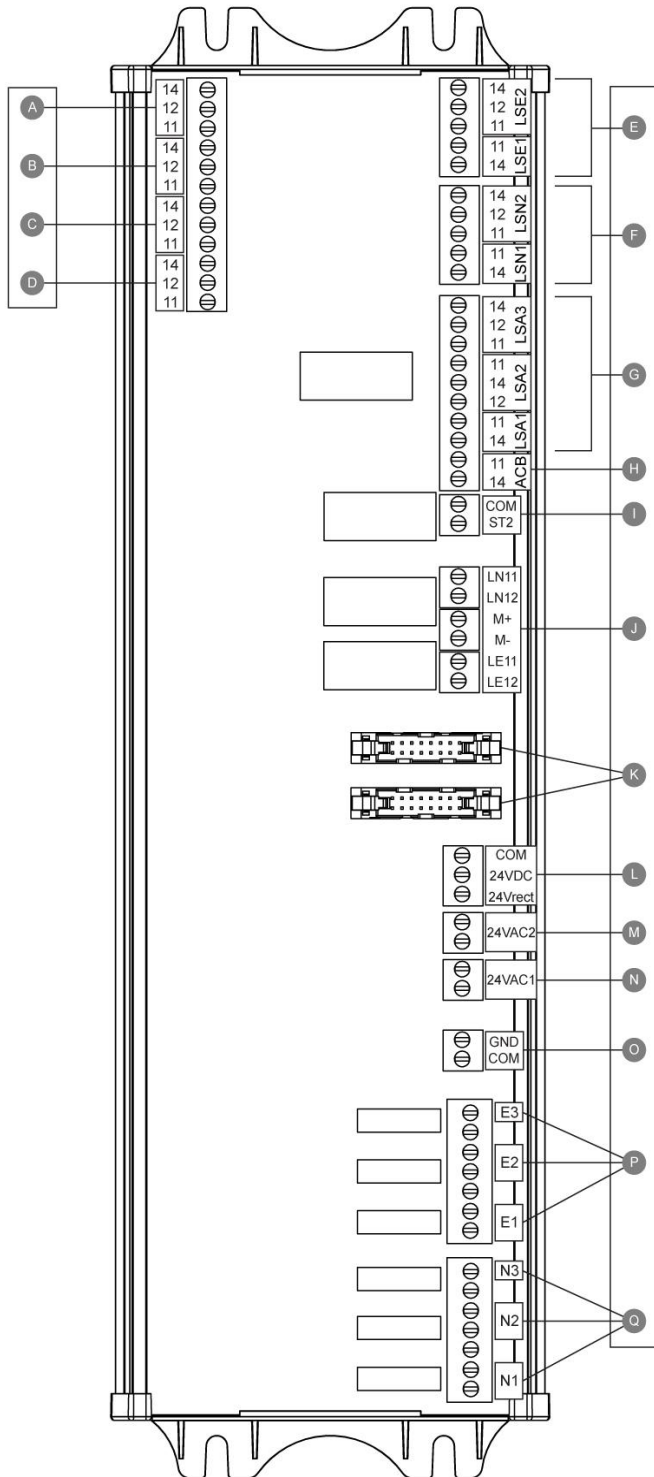 A
14
12
11
B
14
12
11
C
14
12
11
D
14
12
11
E
14
12
11
LSE2
11
14
LSE1
F
14
12
11
LSN2
11
14
LSN1
G
14
12
11
LSA3
11
14
12
LSA2
11
14
LSA1
H
11
14
ACB
I
COM
ST2
J
LN11
LN12
M+
M-
LE11
LE12
K
L
COM
24VDC
24Vrect
M
24VAC2
N
24VAC1
O
GND
COM
P
E3
E2
E1
Q
N3
N2
N1